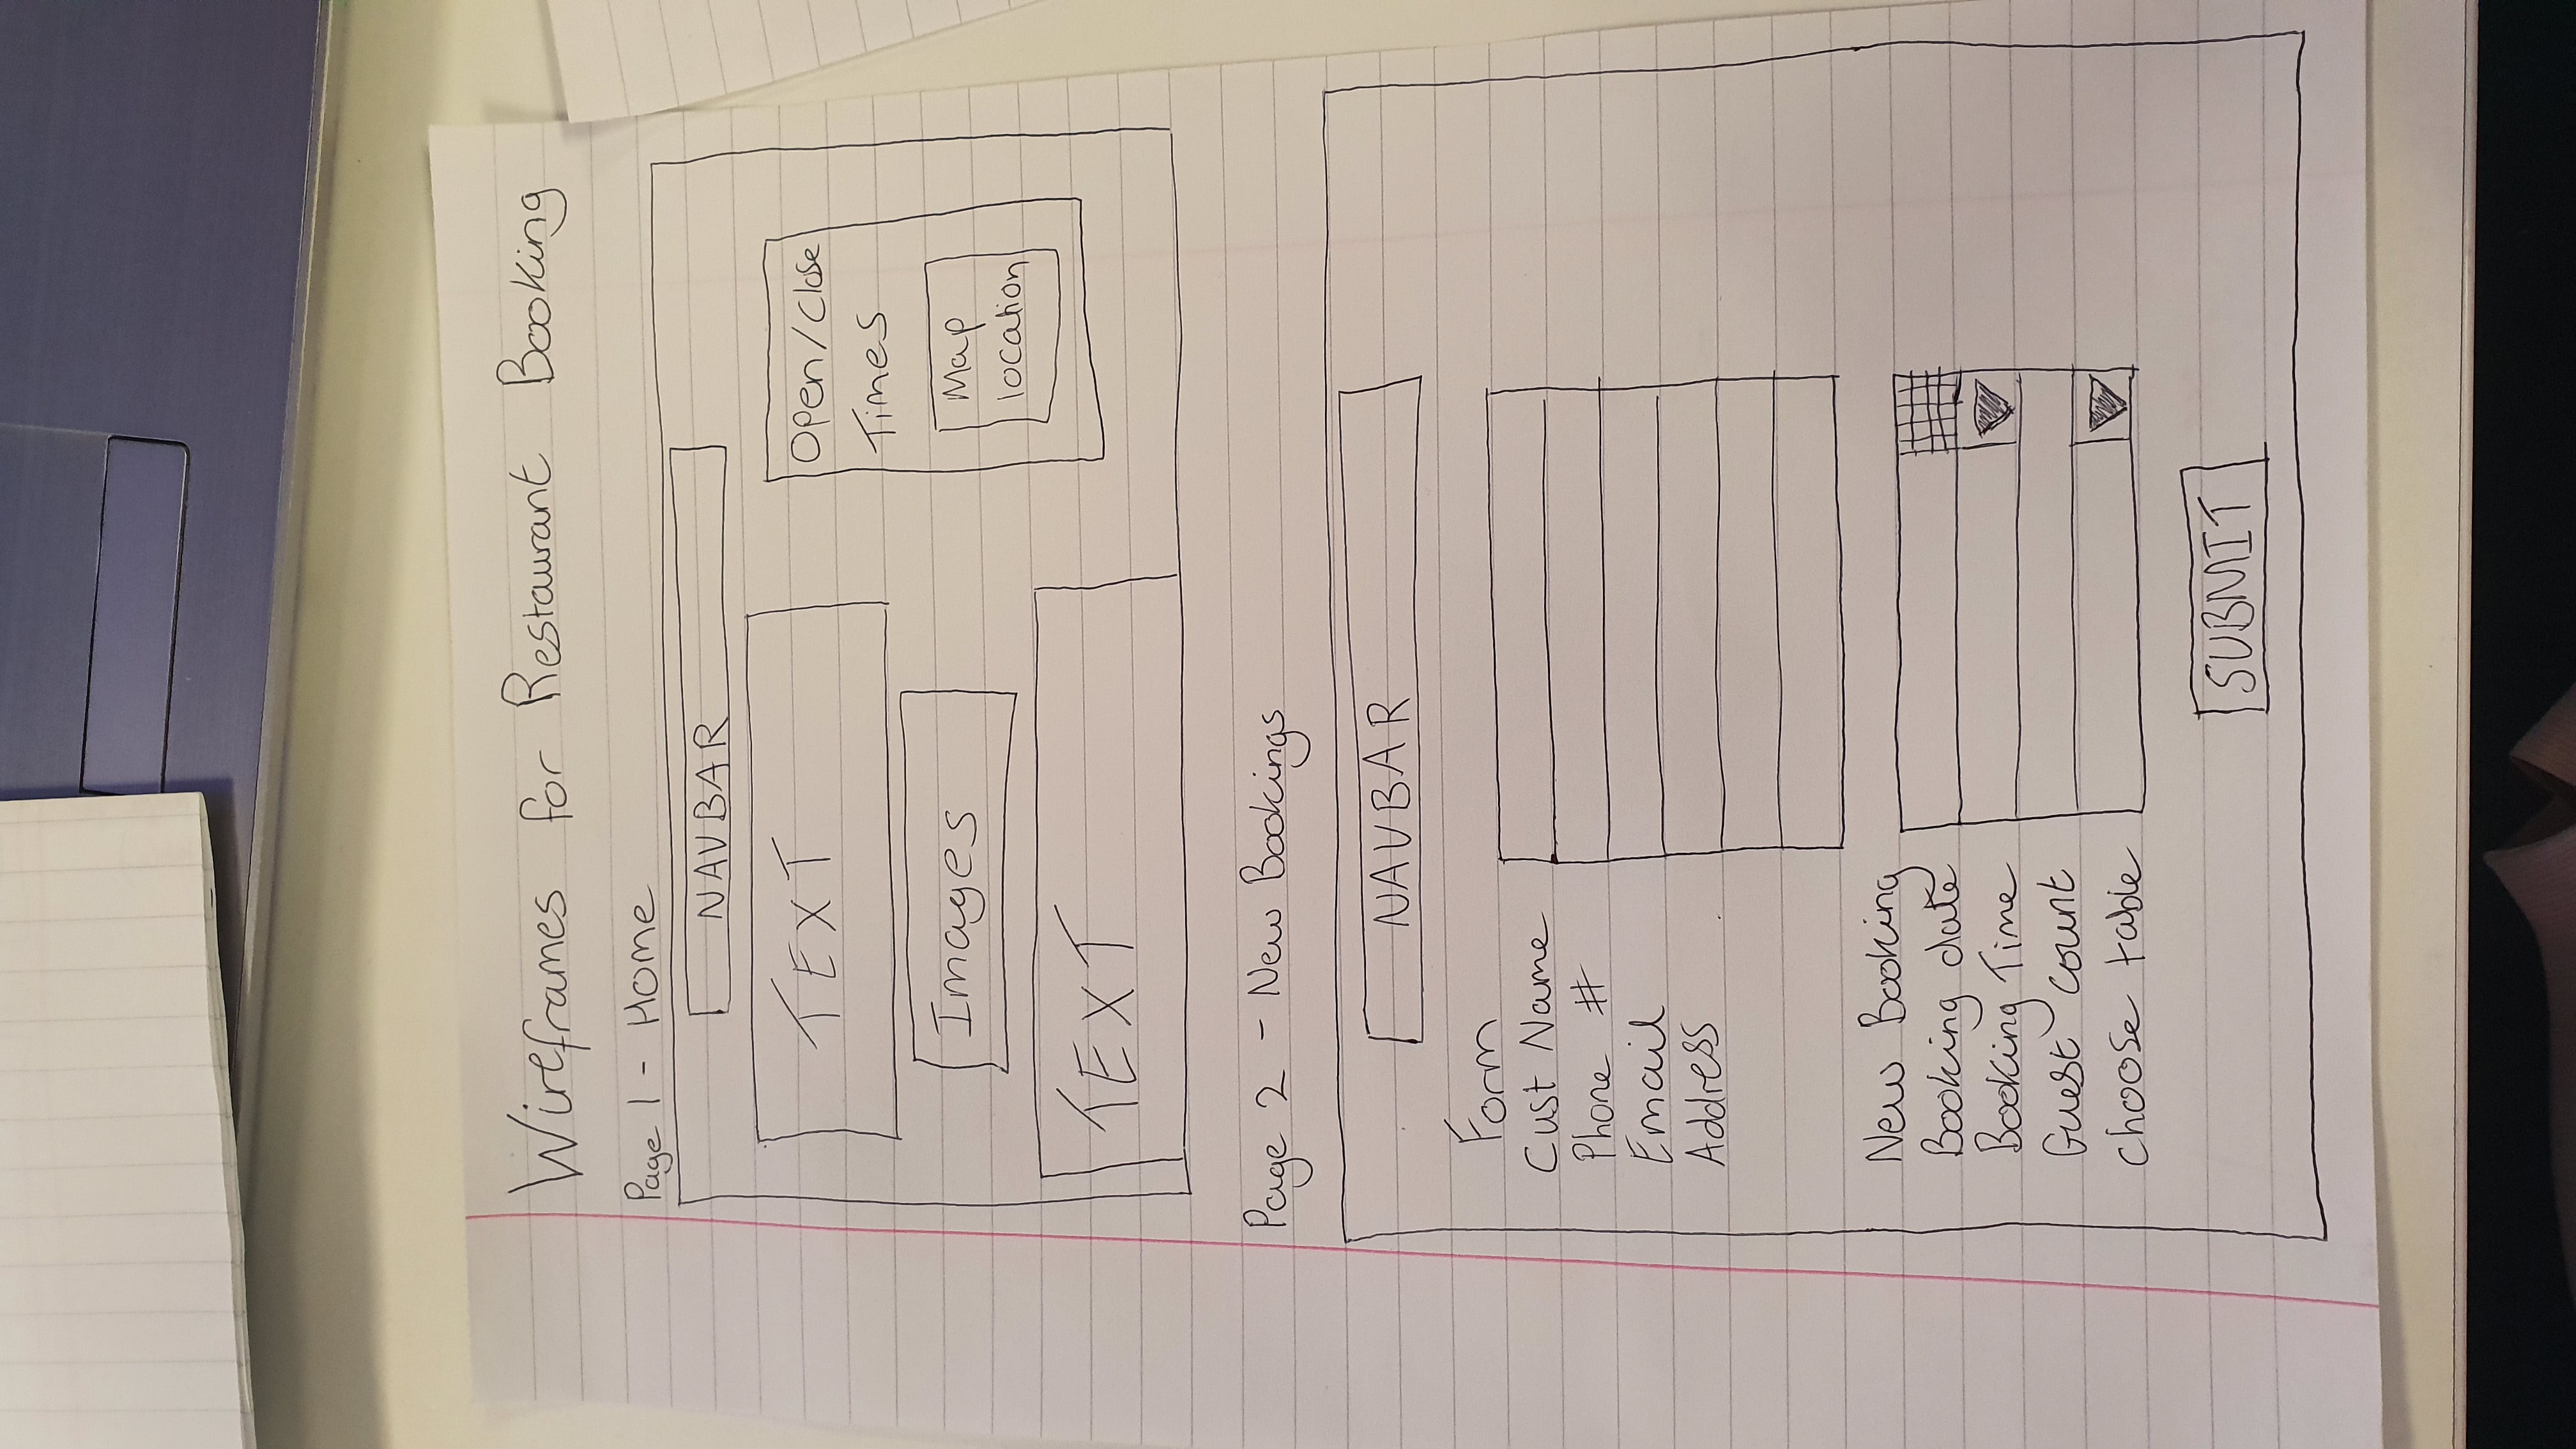 Wireframes for Restaurant Booking
Page 1 - Home
NAVBAR
TEXT
Images
TEXT
Open/Close
Times
Map
location
Page 2 - New Bookings
NAVBAR
Form
Cust Name
Phone #
Email
Address
New Booking
Booking date
Booking Time
Guest count
choose table
SUBMIT